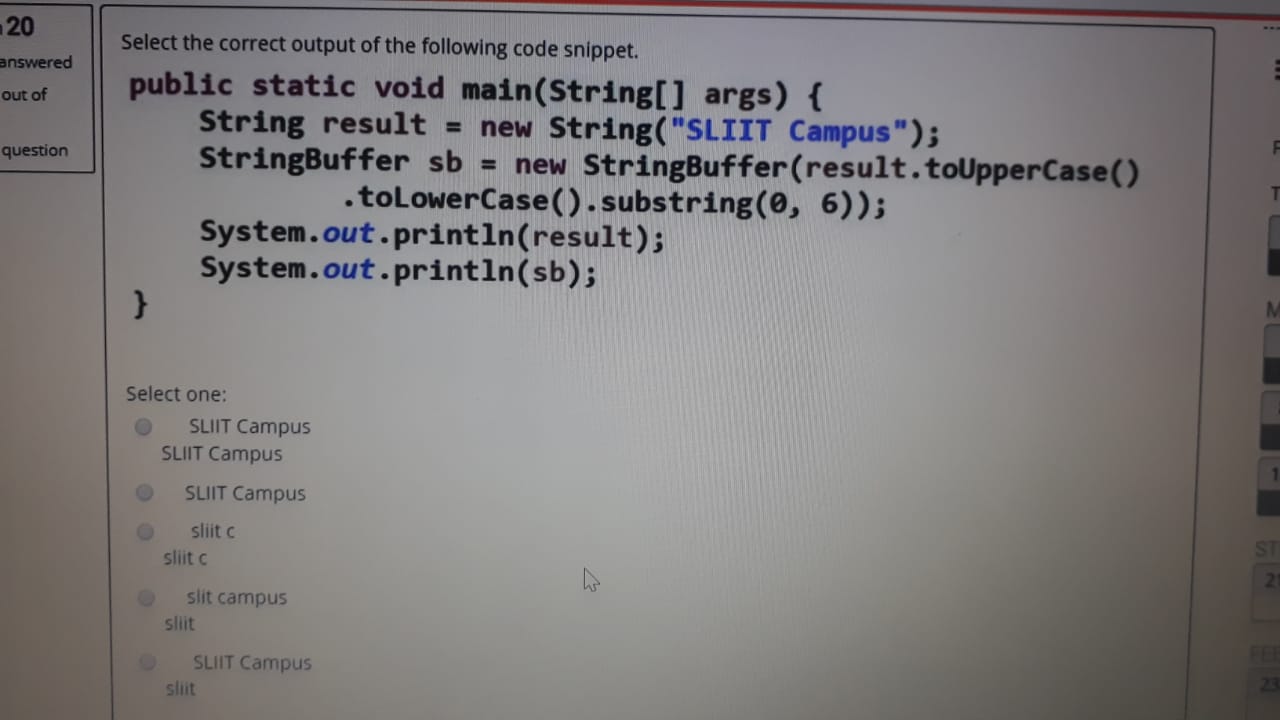 20
answered
out of
question
Select the correct output of the following code snippet.
public static void main(String[] args) {
String result = new String("SLIIT Campus");
StringBuffer sb = new StringBuffer(result.toUpperCase()
.toLowerCase().substring(0, 6));
System.out.println(result);
System.out.println(sb);
}
Select one:
SLIIT Campus
SLIIT Campus
SLIIT Campus
sliit c
sliit c
slit campus
sliit
SLIIT Campus
sliit